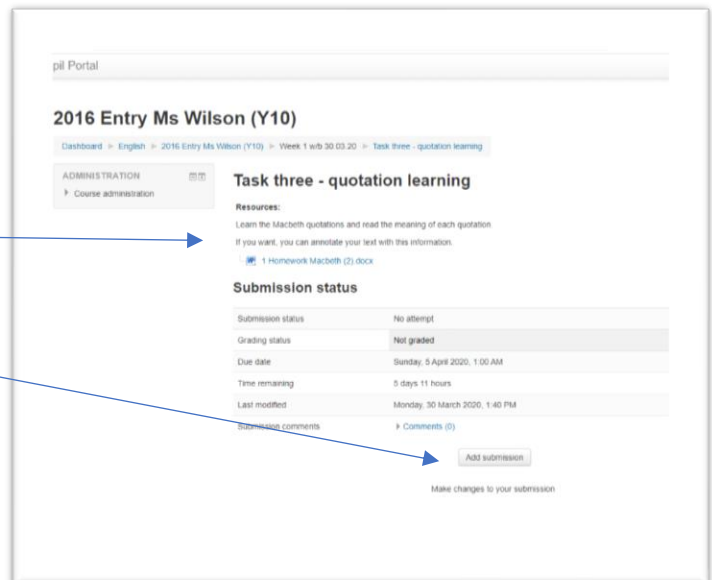 pil Portal
2016 Entry Ms Wilson (Y10)
Dashboard ► English ► 2016 Entry Ms Wilson (Y10) ► Week 1 w/b 30.03.20 ► Task three - quotation learning
ADMINISTRATION
Course administration
Task three - quotation learning
Resources:
Learn the Macbeth quotations and read the meaning of each quotation
If you want, you can annotate your text with this information.
1 Homework Macbeth (2).docx
Submission status
Submission status No attempt
Grading status Not graded
Due date Sunday, 5 April 2020, 1:00 AM
Time remaining 5 days 11 hours
Last modified Monday, 30 March 2020, 1:40 PM
Submission comments Comments (0)
Add submission
Make changes to your submission